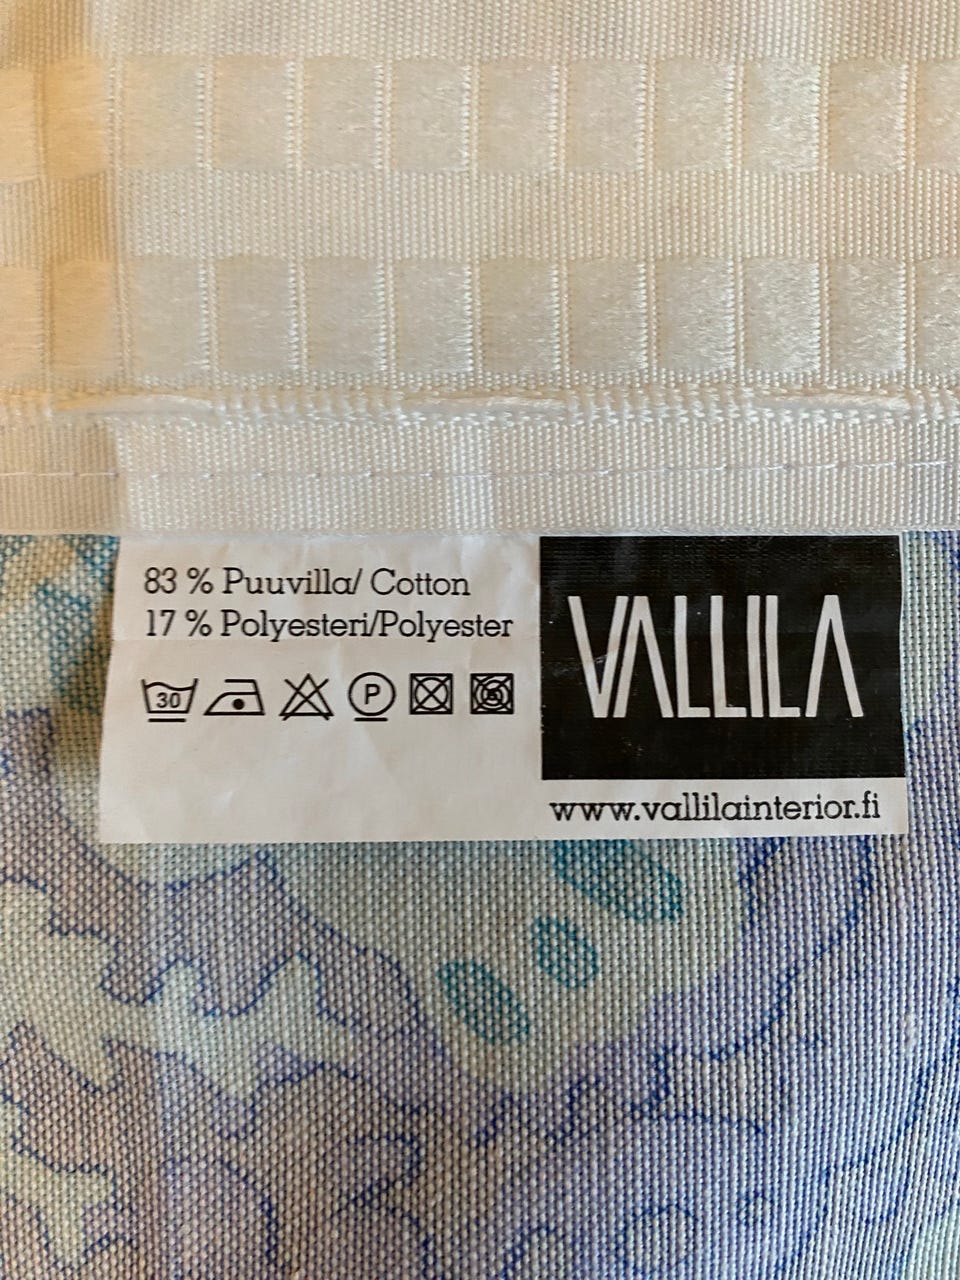 83 % Puuvilla/ Cotton
17 % Polyesteri/Polyester
30
P
VALLILA
www.vallilainterior.fi